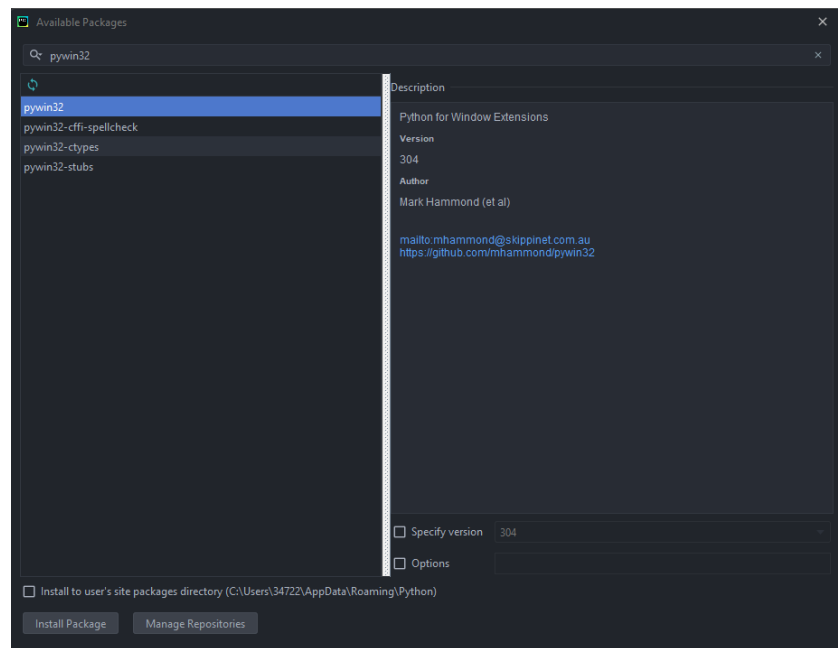 Available Packages
pywin32
Description
pywin32
pywin32-cffi-spellcheck
pywin32-ctypes
pywin32-stubs
Python for Window Extensions
Version
304
Author
Mark Hammond (et al)
mailto:mhammond@skippinet.com.au
https://github.com/mhammond/pywin32
Specify version 304
Options
Install to user's site packages directory (C:\Users\34722\AppData\Roaming\Python)
Install Package Manage Repositories